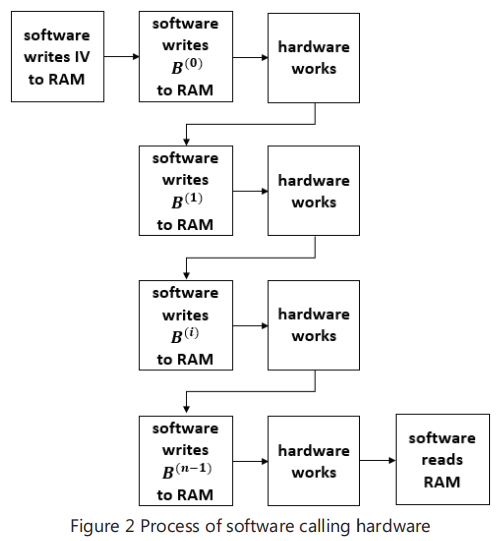 software
writes IV
to RAM
software
writes
B^(0)
to RAM
hardware
works
software
writes
B^(1)
to RAM
hardware
works
software
writes
B^(i)
to RAM
hardware
works
software
writes
B^(n−1)
to RAM
hardware
works
software
reads
RAM
Figure 2 Process of software calling hardware